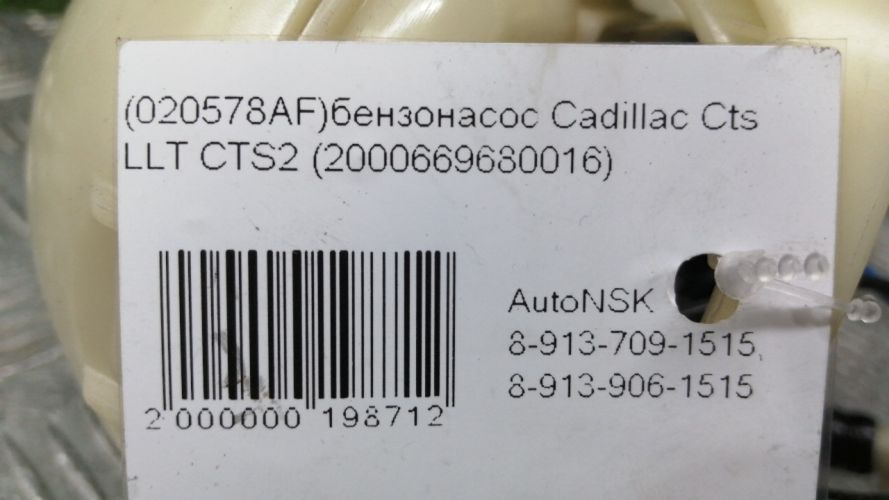 (020578AF)бензонасос Cadillac Cts
LLT CTS2 (2000669680016)
AutoNSK
8-913-709-1515,
8-913-906-1515
2 000000 198712